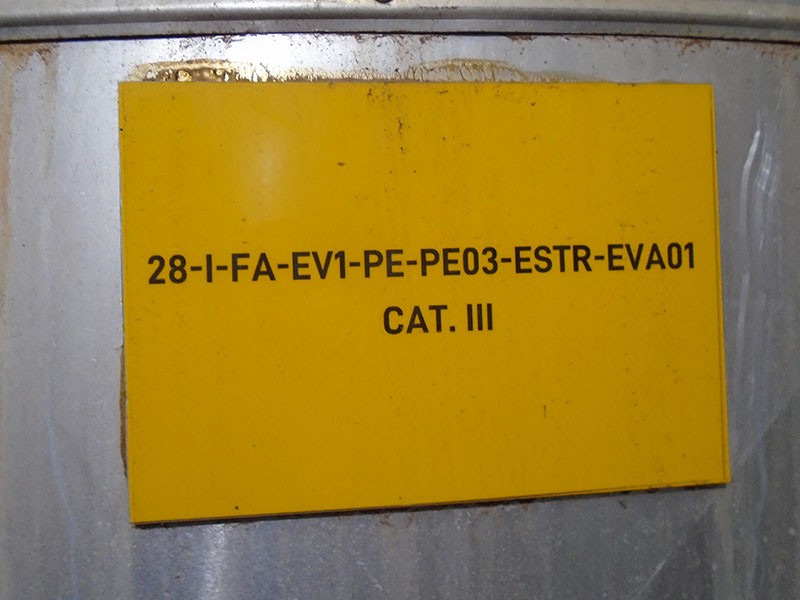 28-I-FA-EV1-PE-PE03-ESTR-EVA01
CAT. III